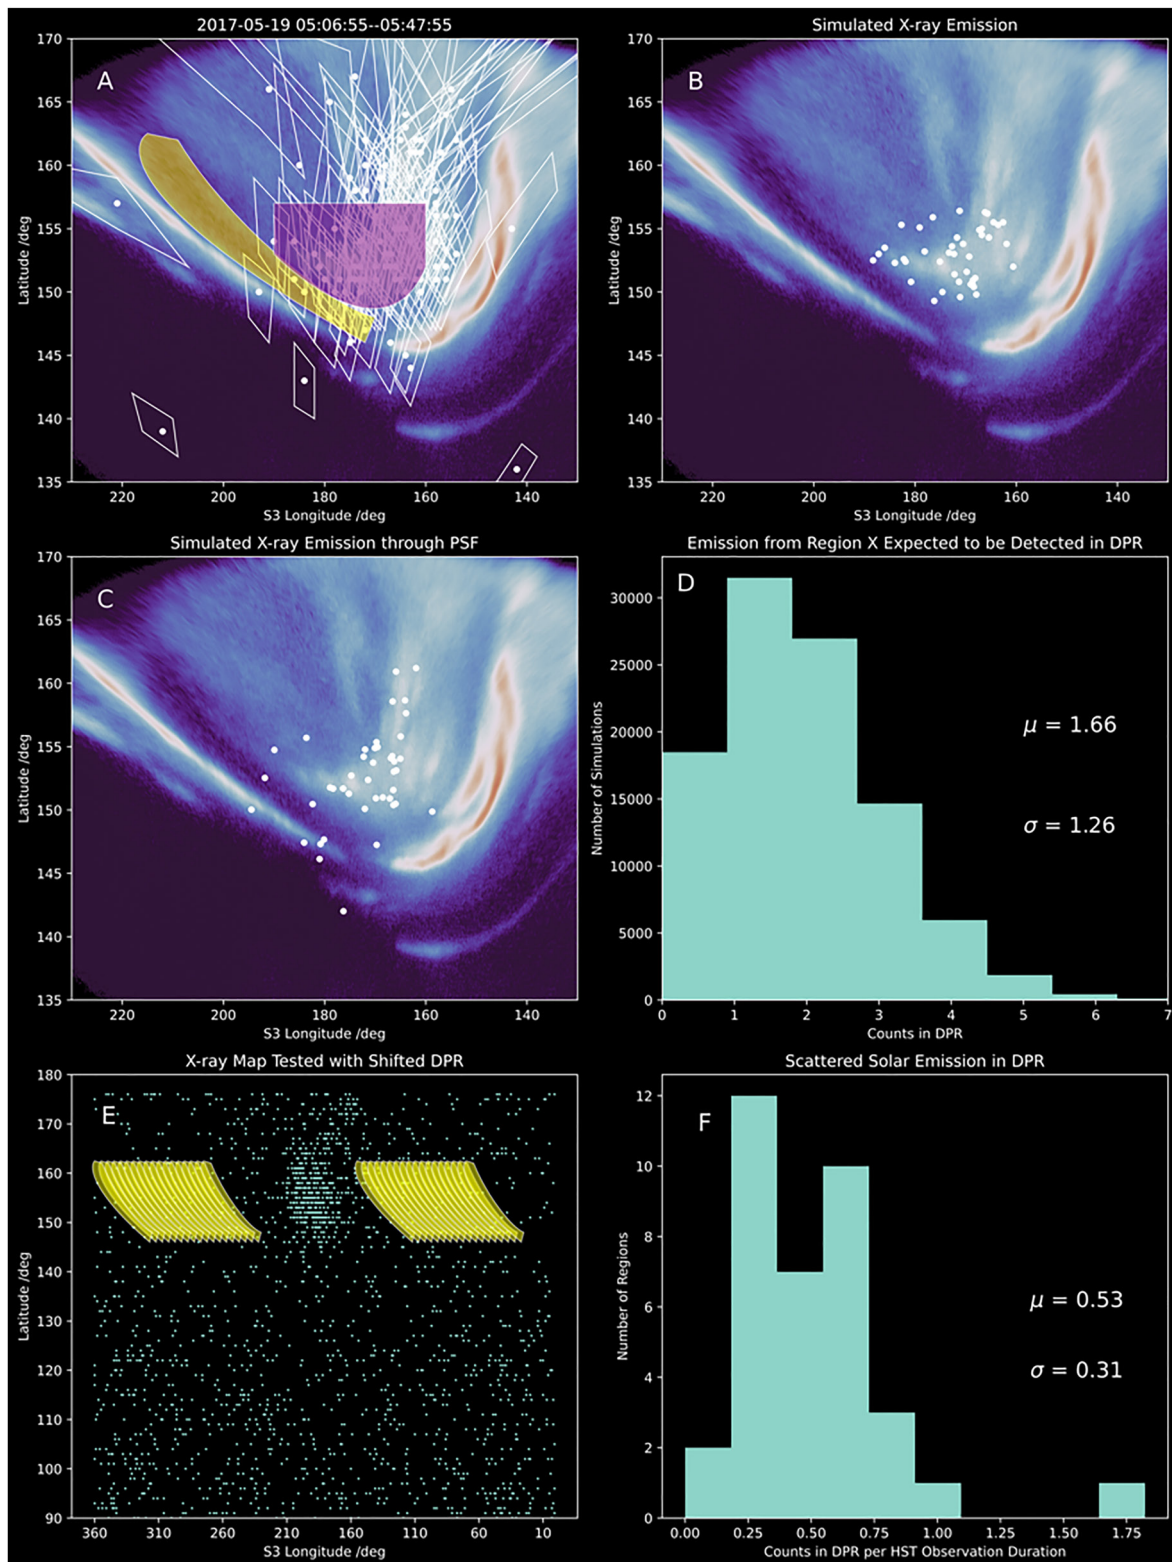 2017-05-19 05:06:55--05:47:55
A
170
165
160
155
150
145
140
135
Latitude /deg
220 200 180 160 140
S3 Longitude /deg
Simulated X-ray Emission
B
170
165
160
155
150
145
140
135
Latitude /deg
220 200 180 160 140
S3 Longitude /deg
Simulated X-ray Emission through PSF
C
170
165
160
155
150
145
140
135
Latitude /deg
220 200 180 160 140
S3 Longitude /deg
Emission from Region X Expected to be Detected in DPR
D
30000
25000
20000
15000
10000
5000
0
Number of Simulations
μ = 1.66
σ = 1.26
0 1 2 3 4 5 6 7
Counts in DPR
X-ray Map Tested with Shifted DPR
E
180
170
160
150
140
130
120
110
100
90
Latitude /deg
360 310 260 210 160 110 60 10
S3 Longitude /deg
Scattered Solar Emission in DPR
F
12
10
8
6
4
2
0
Number of Regions
μ = 0.53
σ = 0.31
0.00 0.25 0.50 0.75 1.00 1.25 1.50 1.75
Counts in DPR per HST Observation Duration